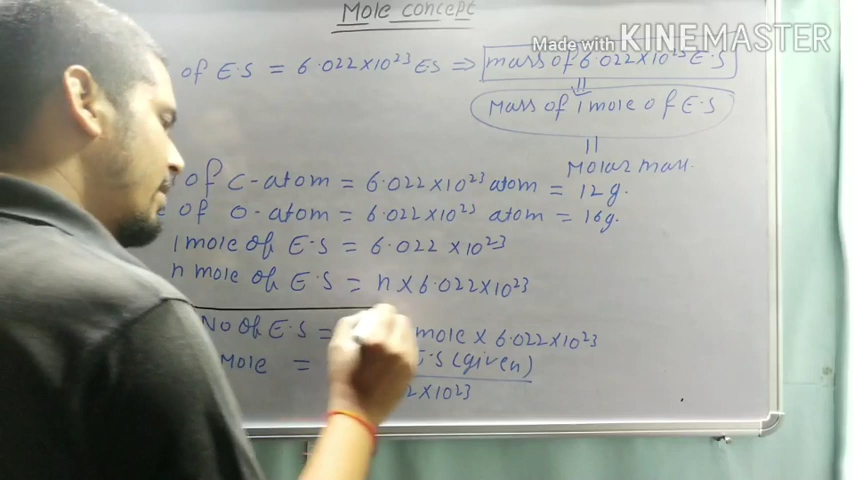 Mole concept
Made with KINEMASTER
of E.S = 6.022×10²³ ES ⇒ mass of 6.022×10²³ E.S
||
Mass of 1 mole of E.S
||
Molar mass.
of C-atom = 6.022×10²³ atom = 12g.
of O-atom = 6.022×10²³ atom = 16g.
1 mole of E.S = 6.022 ×10²³
n mole of E.S = n×6.022×10²³
No of E.S = mole × 6.022×10²³
Mole = E.S (given)
2×10²³